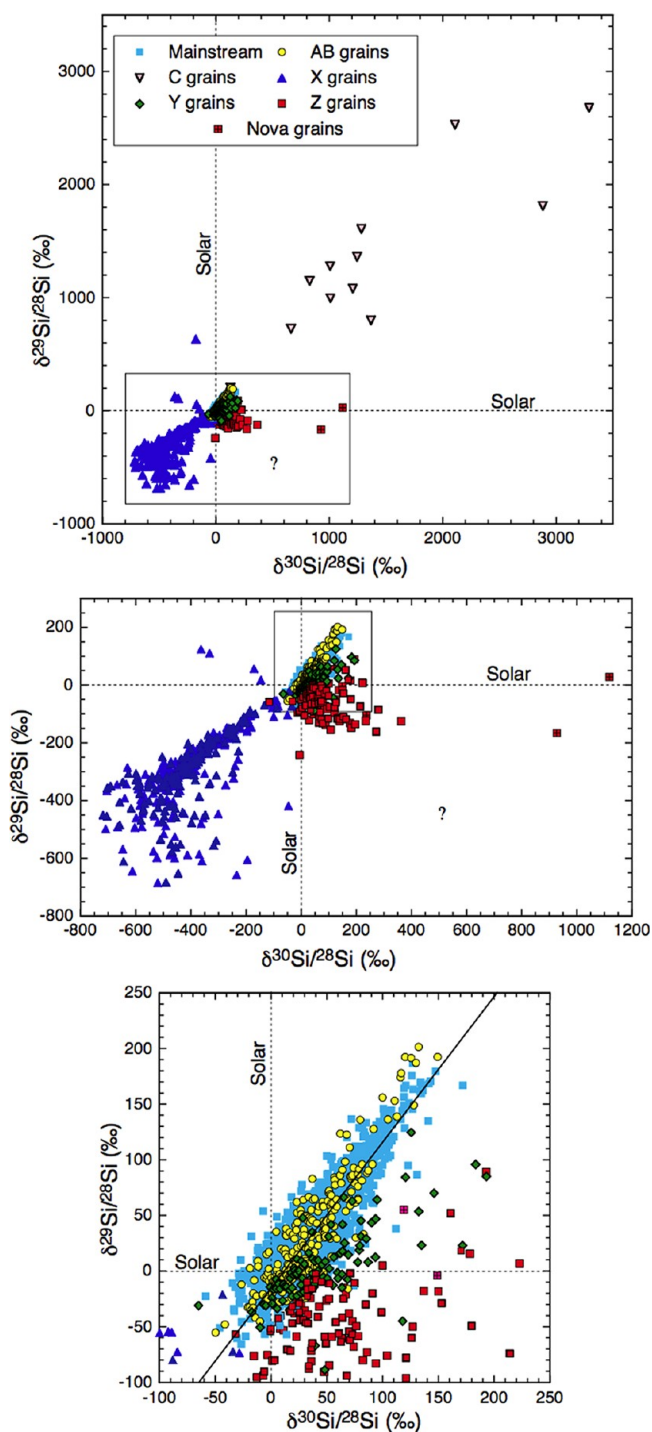 3500
Mainstream AB grains
C grains X grains
Y grains Z grains
Nova grains
3000
2000
1000
0
-1000
δ²⁹Si/²⁸Si (‰)
Solar
Solar
?
-1000 0 1000 2000 3000
δ³⁰Si/²⁸Si (‰)
200
0
-200
-400
-600
-800
δ²⁹Si/²⁸Si (‰)
Solar
Solar
?
-800 -600 -400 -200 0 200 400 600 800 1000 1200
δ³⁰Si/²⁸Si (‰)
250
200
150
100
50
0
-50
-100
δ²⁹Si/²⁸Si (‰)
Solar
Solar
-100 -50 0 50 100 150 200 250
δ³⁰Si/²⁸Si (‰)